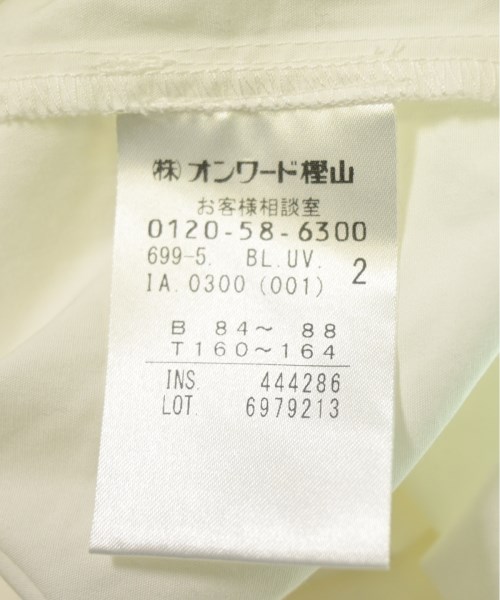 (株)オンワード樫山
お客様相談室
0120-58-6300
699-5. BL.UV. 2
IA.0300 (001)
B 84～ 88
T160～164
INS. 444286
LOT. 6979213